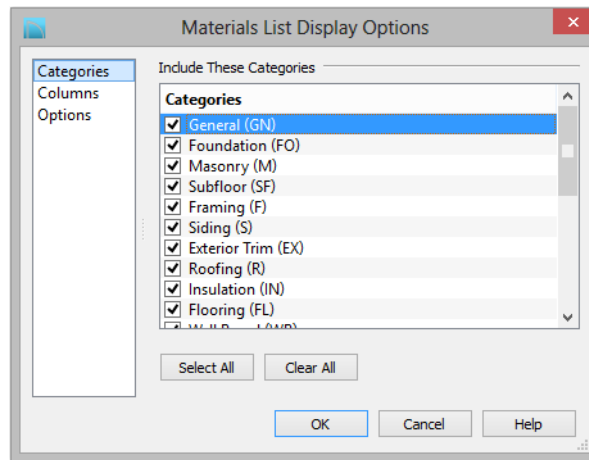 Materials List Display Options
Categories
Columns
Options
Include These Categories
Categories
General (GN)
Foundation (FO)
Masonry (M)
Subfloor (SF)
Framing (F)
Siding (S)
Exterior Trim (EX)
Roofing (R)
Insulation (IN)
Flooring (FL)
Select All
Clear All
OK
Cancel
Help